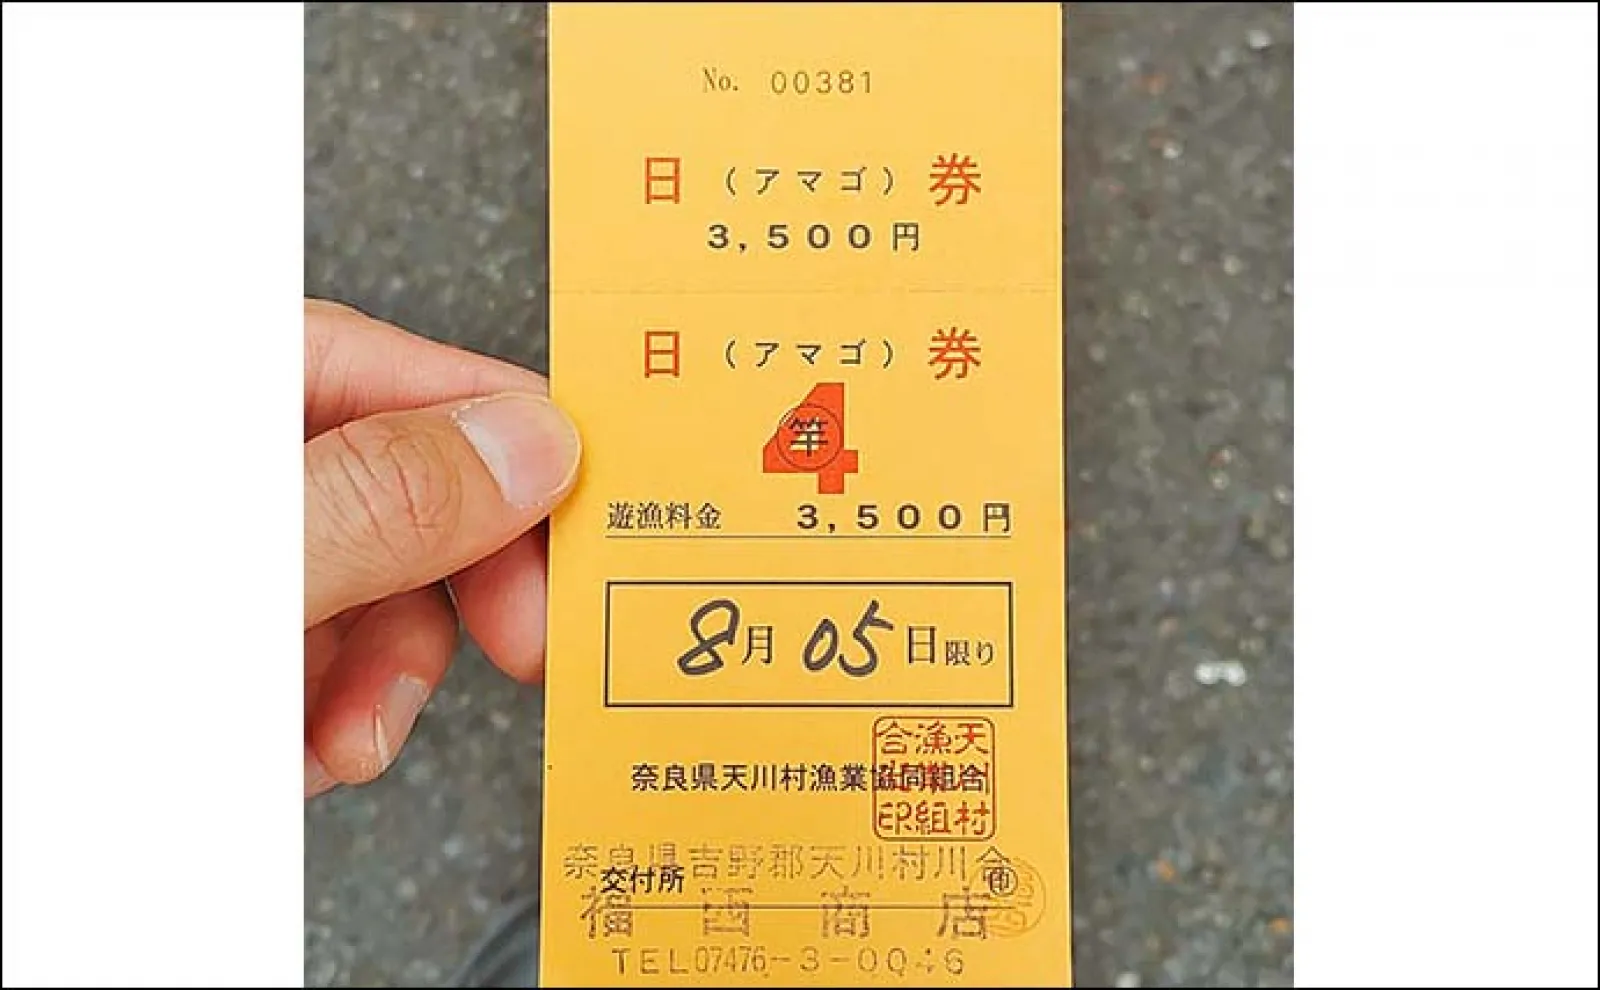 No. 00381
日（アマゴ）券
3,500円
日（アマゴ）券
4
竿
遊漁料金 3,500円
8月05日限り
奈良県天川村漁業協同組合
天川村漁業組合印
奈良県吉野郡天川村川合
交付所 印
福西商店
TEL07476-3-0046